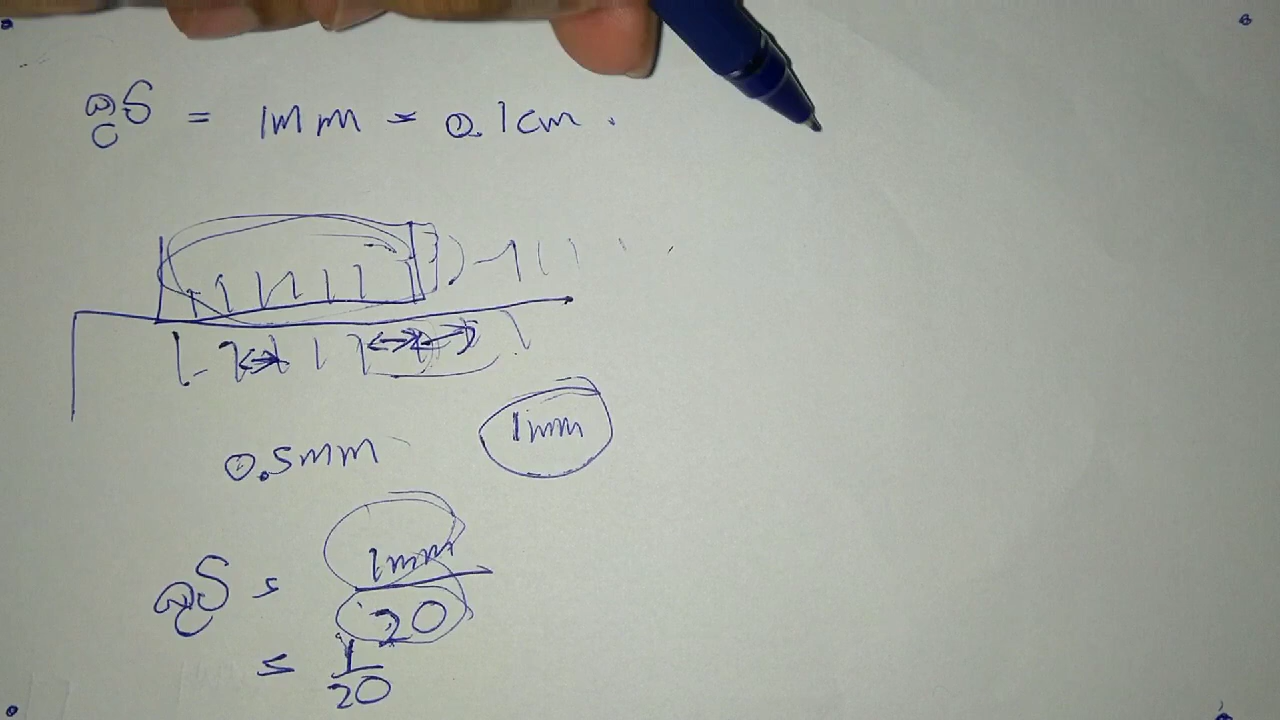 = 1mm = 0.1cm.
0.5mm
1mm
= 1mm / 20
= 1/20